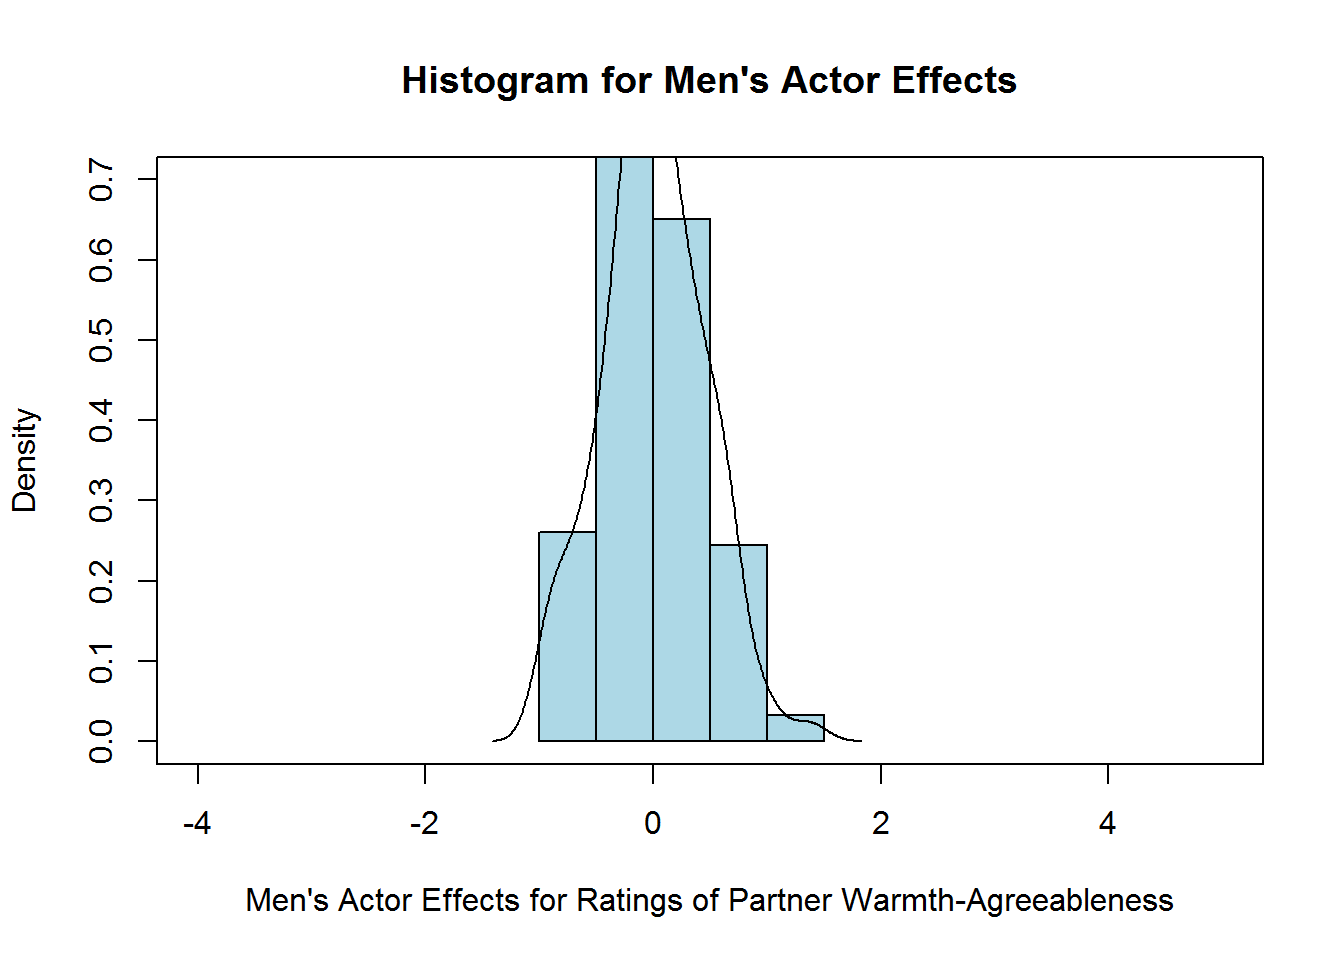 Histogram for Men's Actor Effects
0.7
0.6
0.5
0.4
0.3
0.2
0.1
0.0
Density
-4 -2 0 2 4
Men's Actor Effects for Ratings of Partner Warmth-Agreeableness